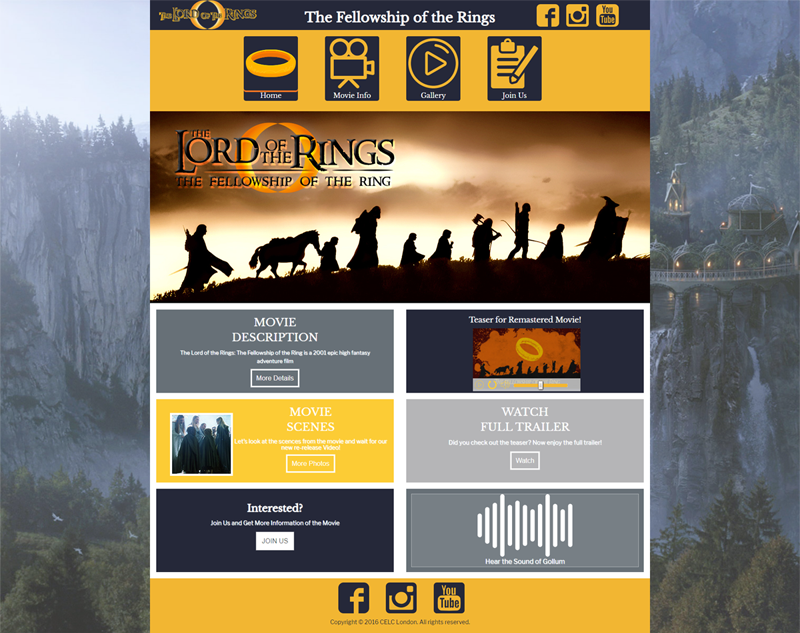 THE LORD OF THE RINGS
The Fellowship of the Rings
You
Tube
Home
Movie Info
Gallery
Join Us
THE
LORD OF THE RINGS
THE FELLOWSHIP OF THE RING
MOVIE
DESCRIPTION
The Lord of the Rings: The Fellowship of the Ring is a 2001 epic high fantasy
adventure film
More Details
Teaser for Remastered Movie!
MOVIE
SCENES
Let's look at the scences from the movie and wait for our
new re-release Video!
More Photos
WATCH
FULL TRAILER
Did you check out the teaser? Now enjoy the full trailer!
Watch
Interested?
Join Us and Get More Information of the Movie
JOIN US
Hear the Sound of Gollum
You
Tube
Copyright © 2016 CELC London. All rights reserved.